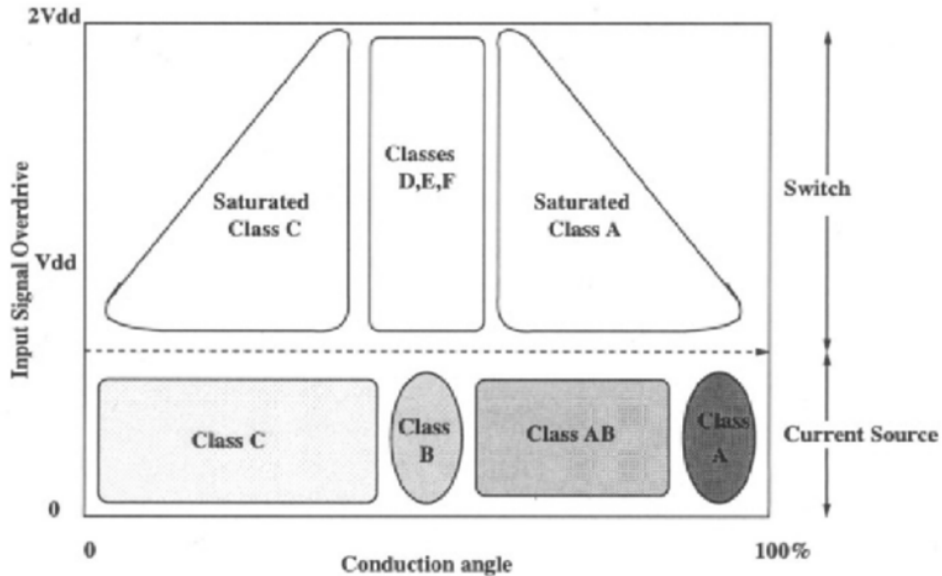 2Vdd
Classes
D,E,F
Saturated
Class C
Saturated
Class A
Switch
Vdd
Input Signal Overdrive
Class C
Class
B
Class AB
Class
A
Current Source
0
0
Conduction angle
100%